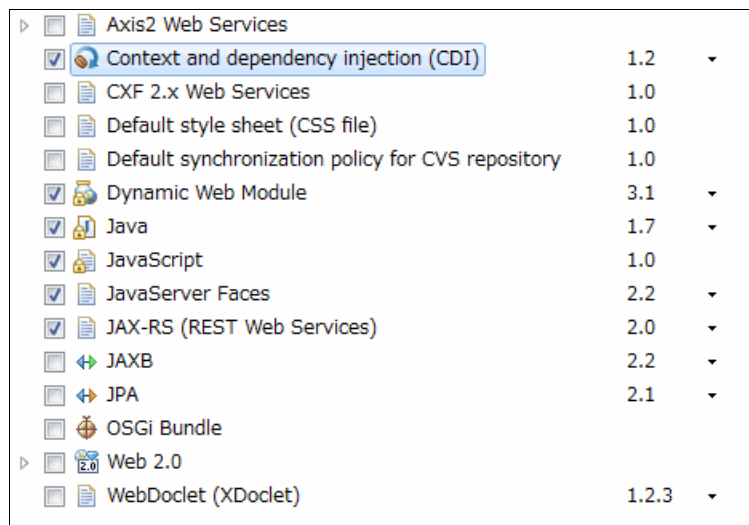 Axis2 Web Services
Context and dependency injection (CDI) 1.2
CXF 2.x Web Services 1.0
Default style sheet (CSS file) 1.0
Default synchronization policy for CVS repository 1.0
Dynamic Web Module 3.1
Java 1.7
JavaScript 1.0
JavaServer Faces 2.2
JAX-RS (REST Web Services) 2.0
JAXB 2.2
JPA 2.1
OSGi Bundle
2.0 Web 2.0
WebDoclet (XDoclet) 1.2.3